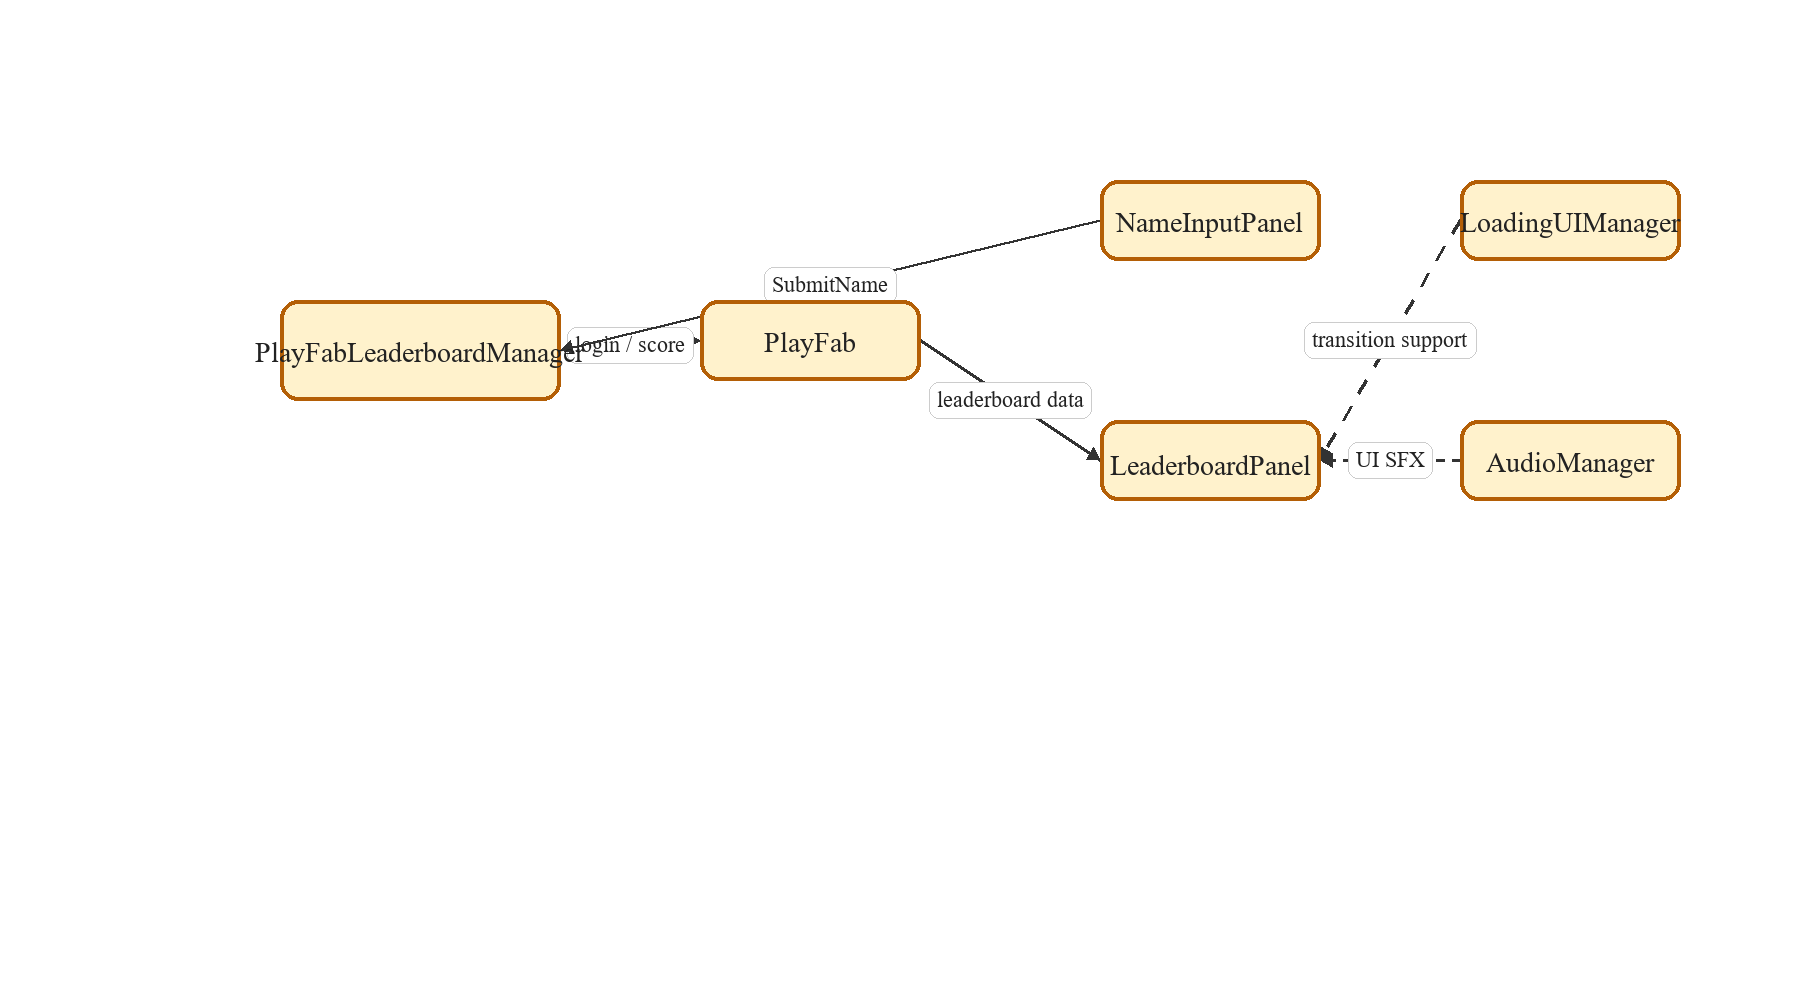 NameInputPanel
LoadingUIManager
SubmitName
PlayFabLeaderboardManager
login / score
PlayFab
transition support
leaderboard data
LeaderboardPanel
UI SFX
AudioManager